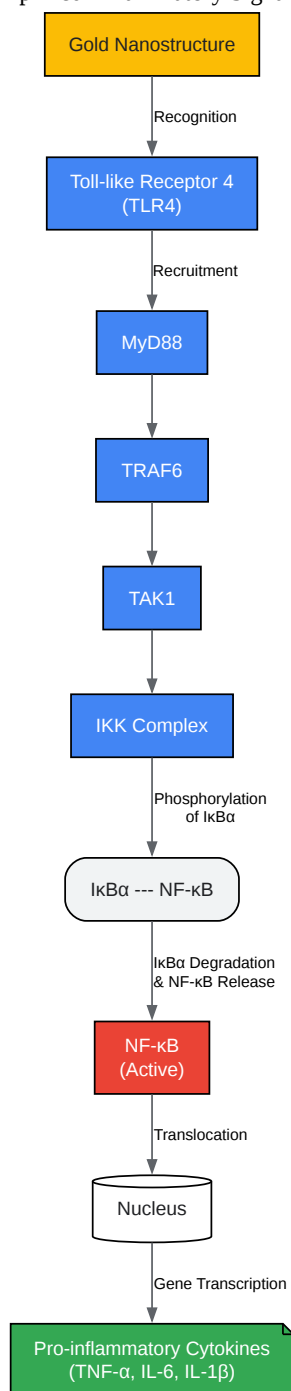 Gold Nanostructure
Recognition
Toll-like Receptor 4
(TLR4)
Recruitment
MyD88
TRAF6
TAK1
IKK Complex
Phosphorylation
of IκBα
IκBα --- NF-κB
IκBα Degradation
& NF-κB Release
NF-κB
(Active)
Translocation
Nucleus
Gene Transcription
Pro-inflammatory Cytokines
(TNF-α, IL-6, IL-1β)